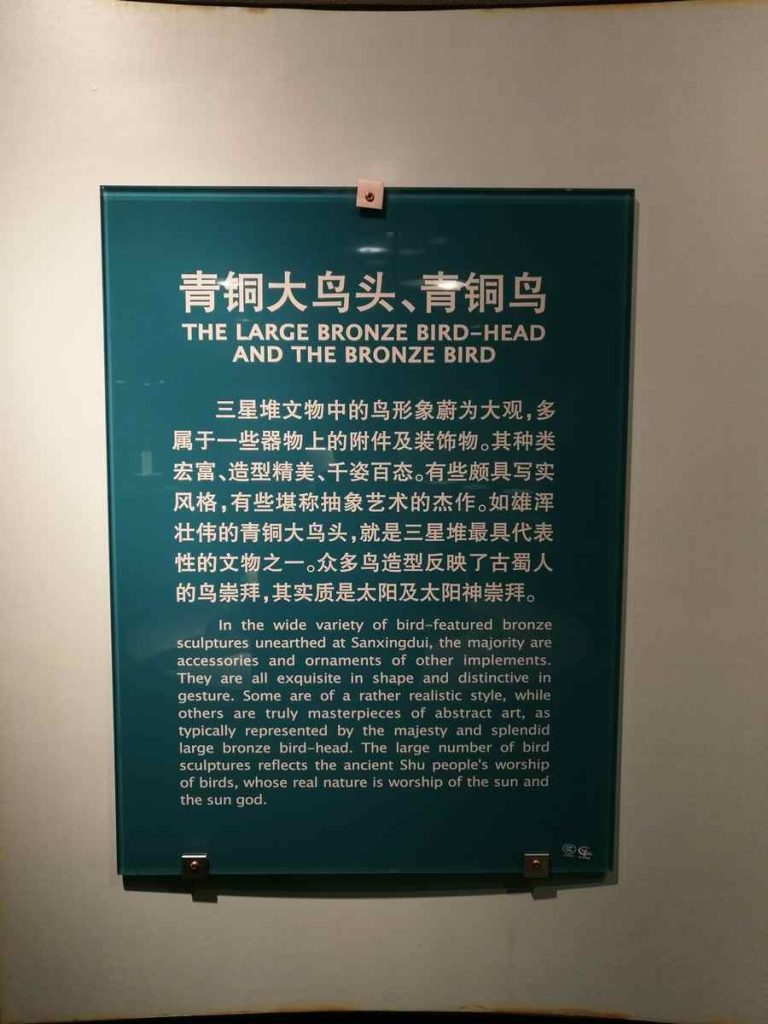 青铜大鸟头、青铜鸟
THE LARGE BRONZE BIRD-HEAD
AND THE BRONZE BIRD
三星堆文物中的鸟形象蔚为大观,多
属于一些器物上的附件及装饰物。其种类
宏富、造型精美、千姿百态。有些颇具写实
风格,有些堪称抽象艺术的杰作。如雄浑
壮伟的青铜大鸟头,就是三星堆最具代表
性的文物之一。众多鸟造型反映了古蜀人
的鸟崇拜,其实质是太阳及太阳神崇拜。
In the wide variety of bird-featured bronze
sculptures unearthed at Sanxingdui, the majority are
accessories and ornaments of other implements.
They are all exquisite in shape and distinctive in
gesture. Some are of a rather realistic style, while
others are truly masterpieces of abstract art, as
typically represented by the majesty and splendid
large bronze bird-head. The large number of bird
sculptures reflects the ancient Shu people's worship
of birds, whose real nature is worship of the sun and
the sun god.